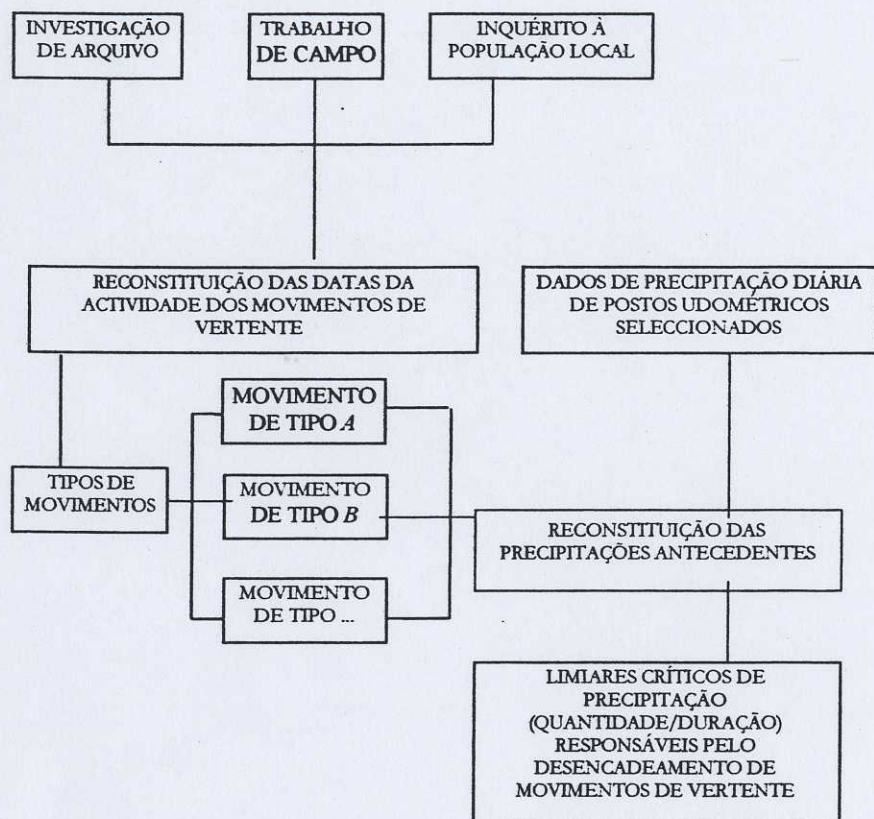 INVESTIGAÇÃO
DE ARQUIVO
TRABALHO
DE CAMPO
INQUÉRITO À
POPULAÇÃO LOCAL
RECONSTITUIÇÃO DAS DATAS DA
ACTIVIDADE DOS MOVIMENTOS DE
VERTENTE
DADOS DE PRECIPITAÇÃO DIÁRIA
DE POSTOS UDOMÉTRICOS
SELECCIONADOS
MOVIMENTO
DE TIPO A
TIPOS DE
MOVIMENTOS
MOVIMENTO
DE TIPO B
MOVIMENTO
DE TIPO ...
RECONSTITUIÇÃO DAS
PRECIPITAÇÕES ANTECEDENTES
LIMIARES CRÍTICOS DE
PRECIPITAÇÃO
(QUANTIDADE/DURAÇÃO)
RESPONSÁVEIS PELO
DESENCADEAMENTO DE
MOVIMENTOS DE VERTENTE